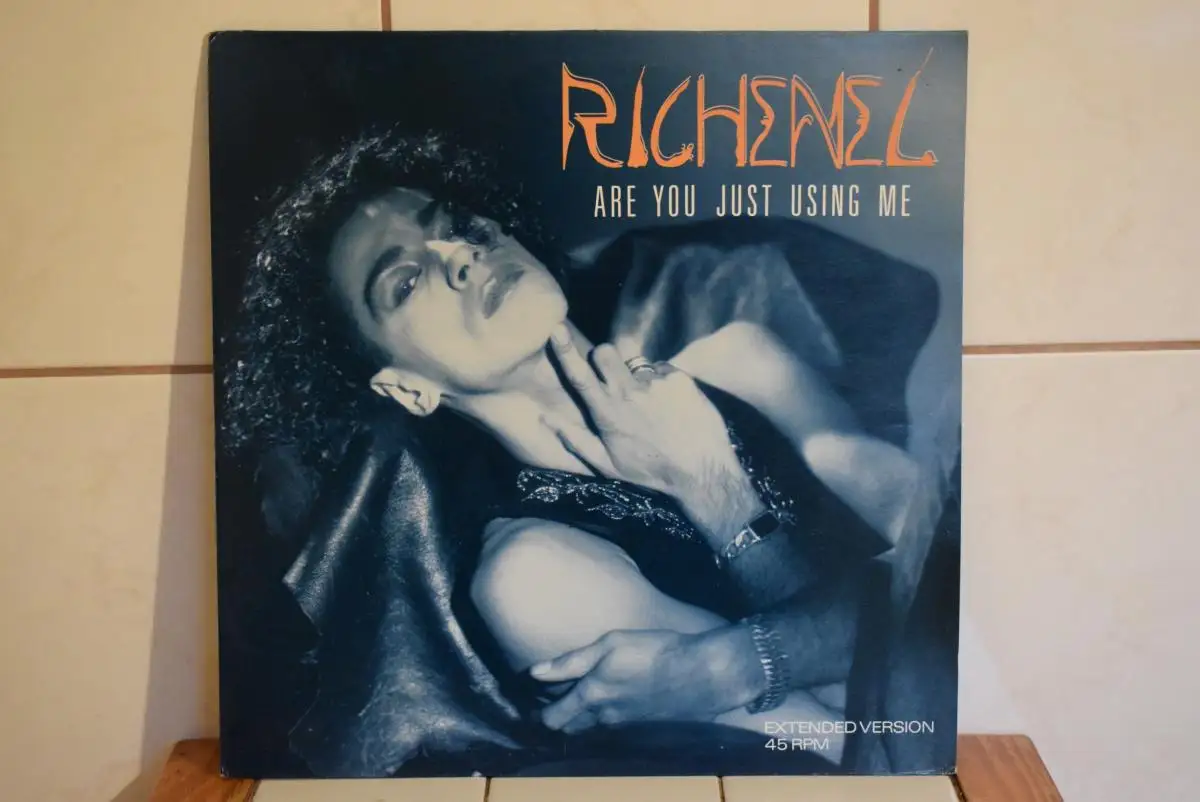 RICHENEL
ARE YOU JUST USING ME
EXTENDED VERSION
45 RPM